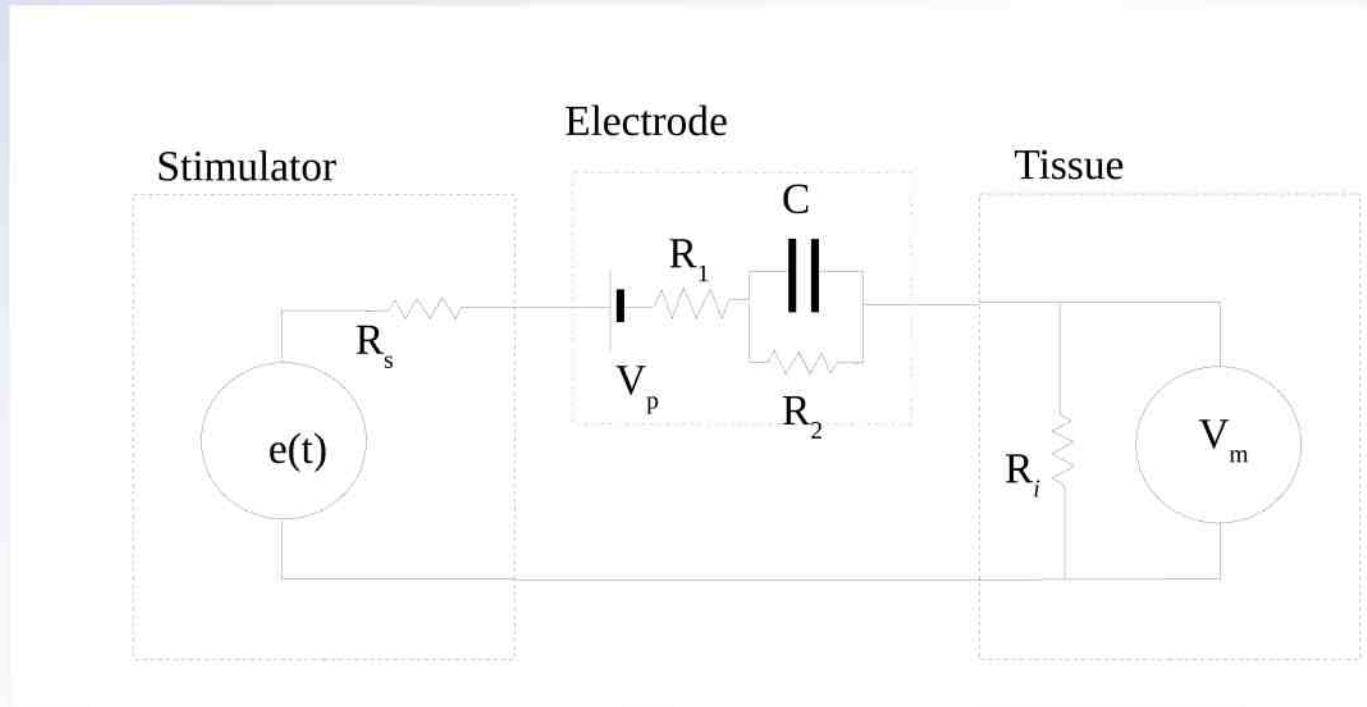 Electrode
Stimulator
Tissue
C
R1
Rs
Vp
R2
e(t)
Ri
Vm